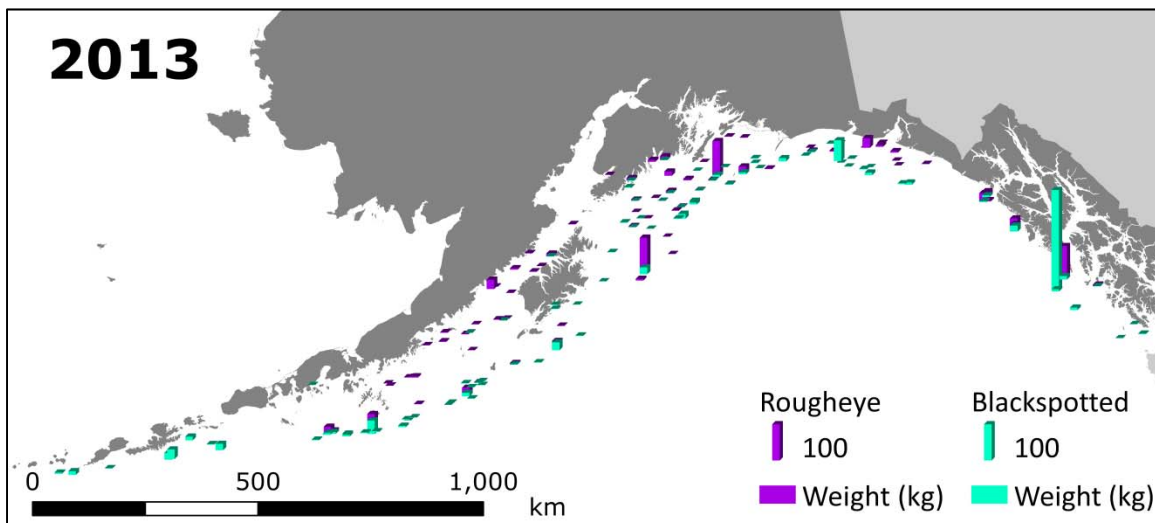 2013
Rougheye Blackspotted
100 100
Weight (kg) Weight (kg)
0 500 1,000
km